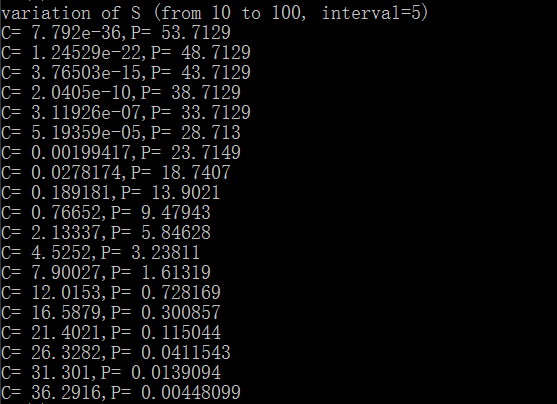 variation of S (from 10 to 100, interval=5)
C= 7.792e-36,P= 53.7129
C= 1.24529e-22,P= 48.7129
C= 3.76503e-15,P= 43.7129
C= 2.0405e-10,P= 38.7129
C= 3.11926e-07,P= 33.7129
C= 5.19359e-05,P= 28.713
C= 0.00199417,P= 23.7149
C= 0.0278174,P= 18.7407
C= 0.189181,P= 13.9021
C= 0.76652,P= 9.47943
C= 2.13337,P= 5.84628
C= 4.5252,P= 3.23811
C= 7.90027,P= 1.61319
C= 12.0153,P= 0.728169
C= 16.5879,P= 0.300857
C= 21.4021,P= 0.115044
C= 26.3282,P= 0.0411543
C= 31.301,P= 0.0139094
C= 36.2916,P= 0.00448099